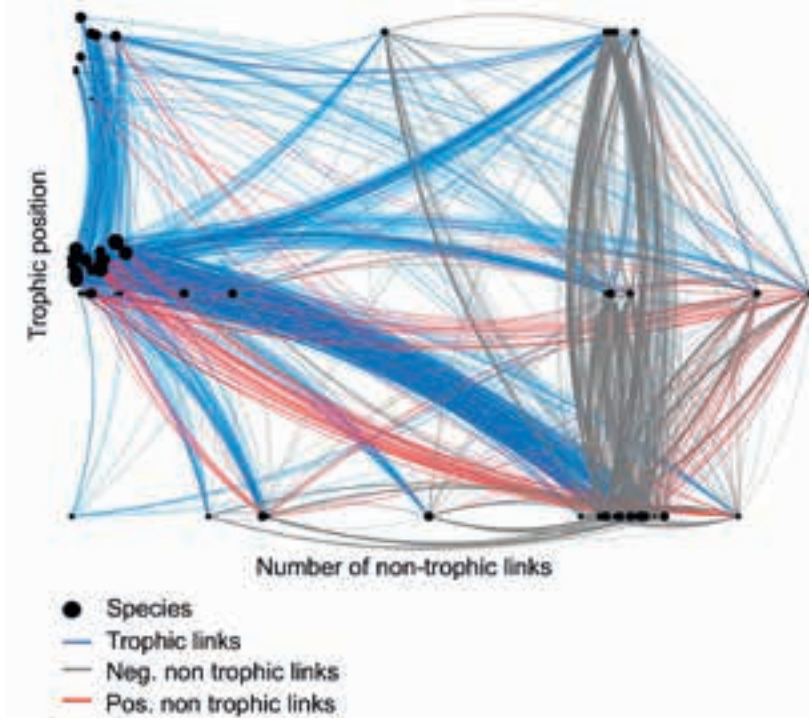 Trophic position
Number of non-trophic links
Species
Trophic links
Neg. non trophic links
Pos. non trophic links